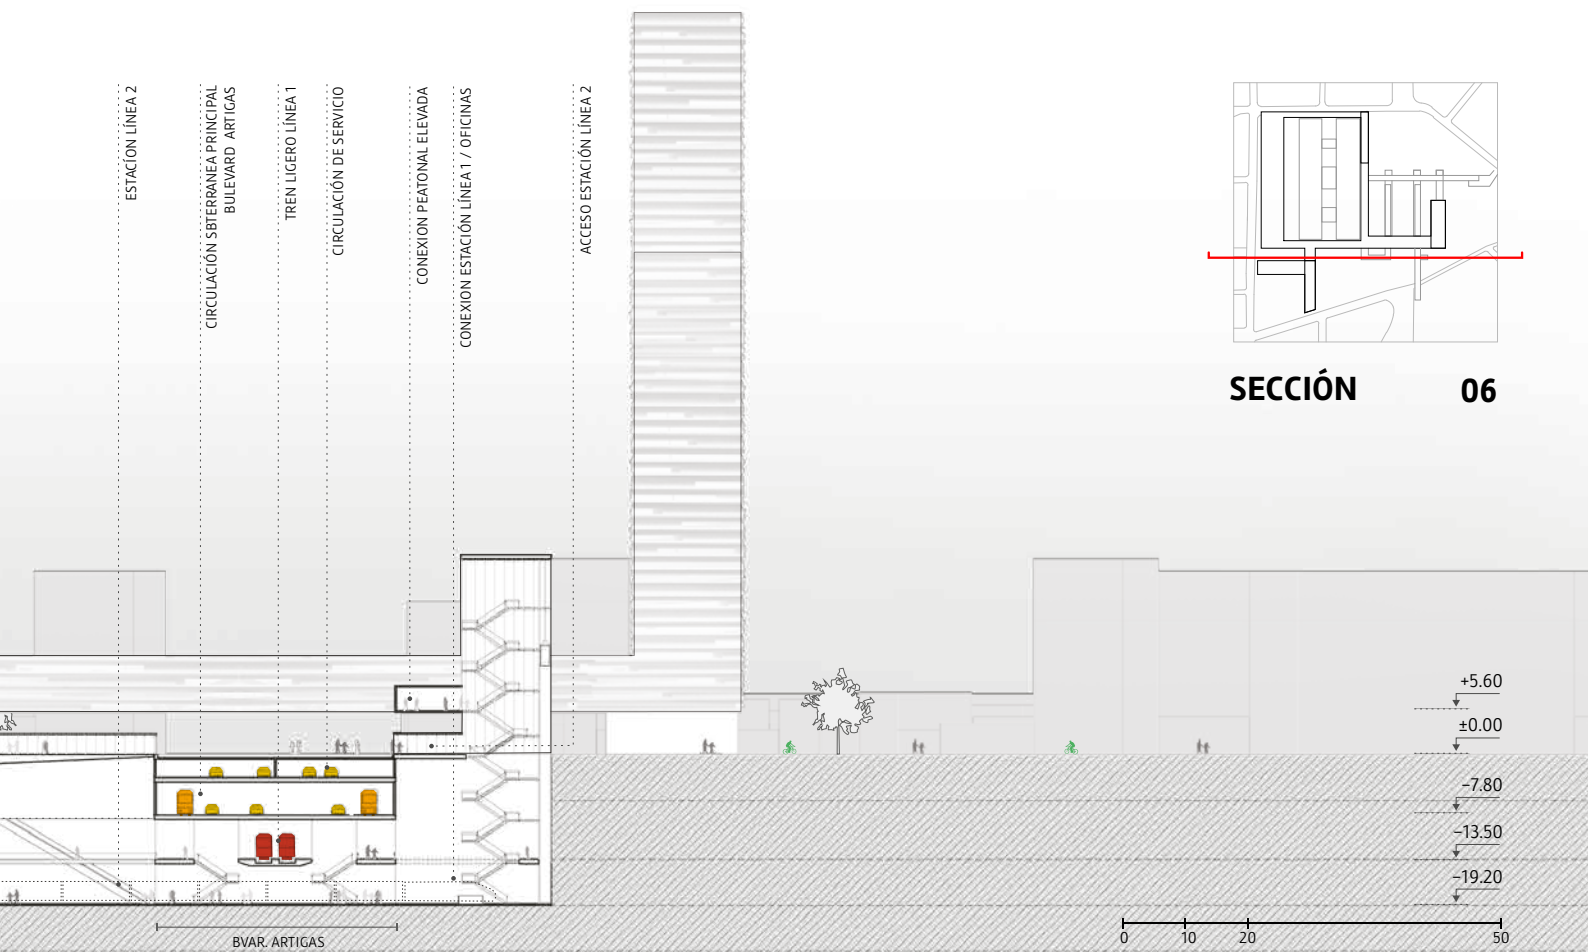 ESTACÍON LÍNEA 2
CIRCULACIÓN SBTERRANEA PRINCIPAL
BULEVARD ARTIGAS
TREN LIGERO LÍNEA 1
CIRCULACIÓN DE SERVICIO
CONEXION PEATONAL ELEVADA
CONEXION ESTACIÓN LÍNEA 1 / OFICINAS
ACCESO ESTACIÓN LÍNEA 2
SECCIÓN 06
+5.60
±0.00
−7.80
−13.50
−19.20
BVAR. ARTIGAS
0 10 20 50